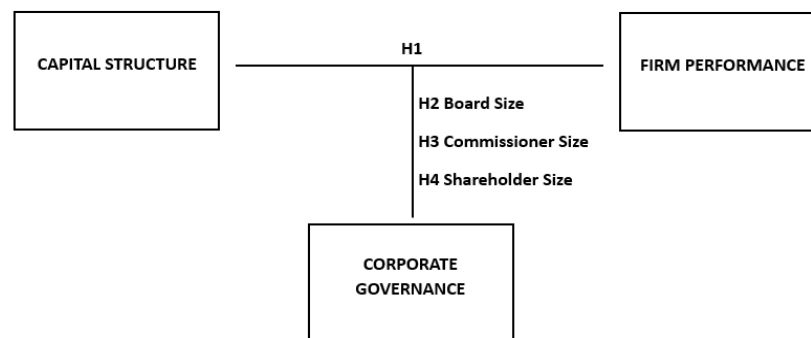 H1
CAPITAL STRUCTURE
FIRM PERFORMANCE
H2 Board Size
H3 Commissioner Size
H4 Shareholder Size
CORPORATE
GOVERNANCE